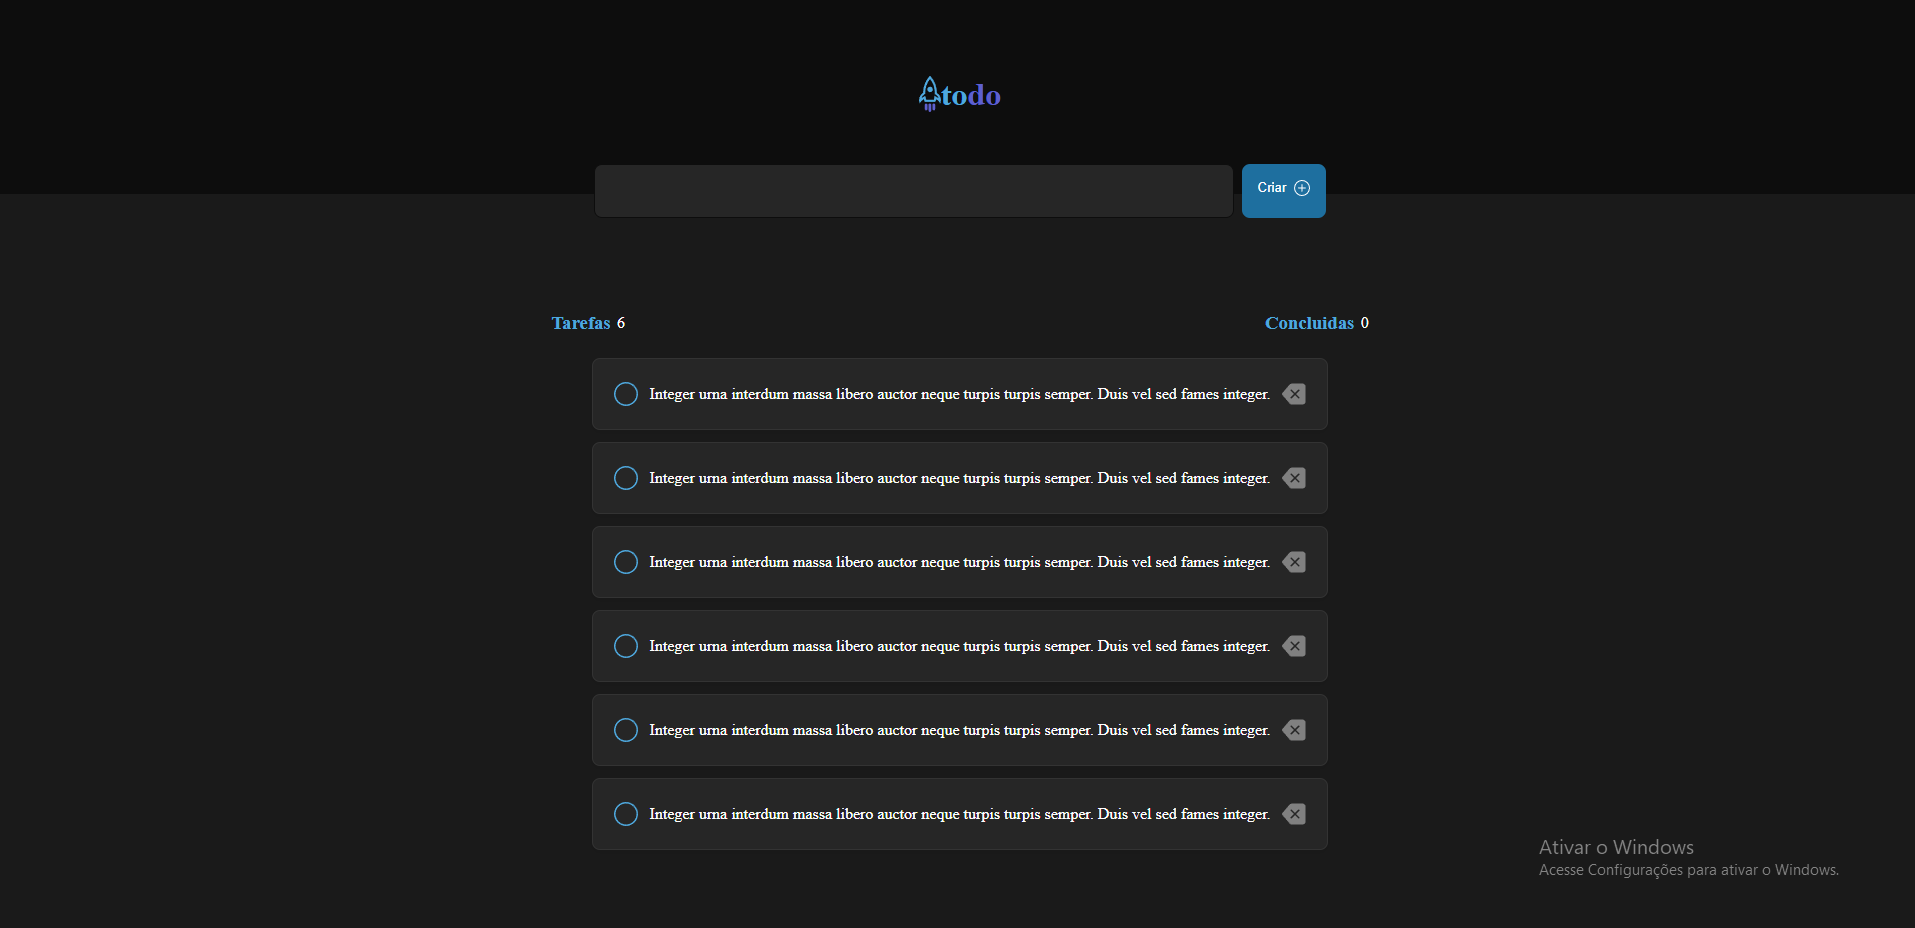 todo
Criar
Tarefas 6
Concluidas 0
Integer urna interdum massa libero auctor neque turpis turpis semper. Duis vel sed fames integer.
Integer urna interdum massa libero auctor neque turpis turpis semper. Duis vel sed fames integer.
Integer urna interdum massa libero auctor neque turpis turpis semper. Duis vel sed fames integer.
Integer urna interdum massa libero auctor neque turpis turpis semper. Duis vel sed fames integer.
Integer urna interdum massa libero auctor neque turpis turpis semper. Duis vel sed fames integer.
Integer urna interdum massa libero auctor neque turpis turpis semper. Duis vel sed fames integer.
Ativar o Windows
Acesse Configurações para ativar o Windows.